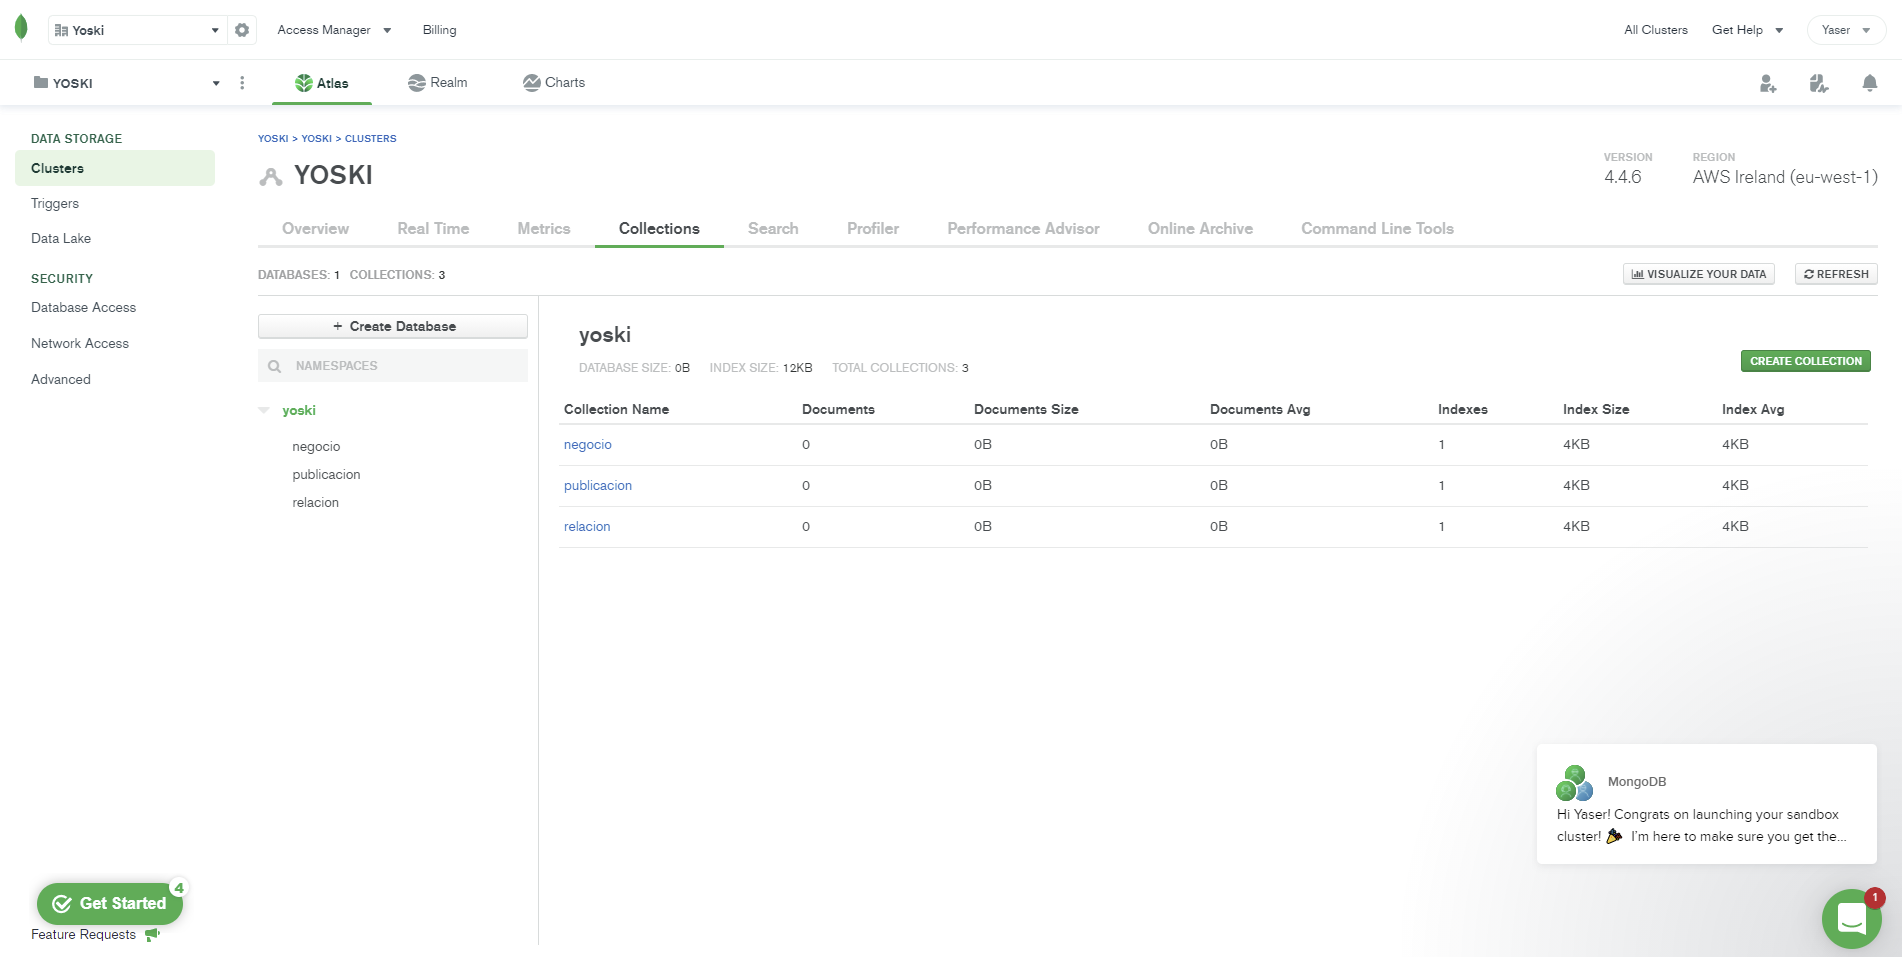 Yoski Access Manager Billing All Clusters Get Help Yaser
YOSKI Atlas Realm Charts
DATA STORAGE
Clusters
Triggers
Data Lake
SECURITY
Database Access
Network Access
Advanced
YOSKI > YOSKI > CLUSTERS
YOSKI
VERSION
4.4.6
REGION
AWS Ireland (eu-west-1)
Overview Real Time Metrics Collections Search Profiler Performance Advisor Online Archive Command Line Tools
DATABASES: 1 COLLECTIONS: 3
VISUALIZE YOUR DATA REFRESH
+ Create Database
NAMESPACES
yoski
negocio
publicacion
relacion
yoski
DATABASE SIZE: 0B INDEX SIZE: 12KB TOTAL COLLECTIONS: 3
CREATE COLLECTION
Collection Name Documents Documents Size Documents Avg Indexes Index Size Index Avg
negocio 0 0B 0B 1 4KB 4KB
publicacion 0 0B 0B 1 4KB 4KB
relacion 0 0B 0B 1 4KB 4KB
MongoDB
Hi Yaser! Congrats on launching your sandbox
cluster! 🎉 I'm here to make sure you get the...
1
Get Started 4
Feature Requests